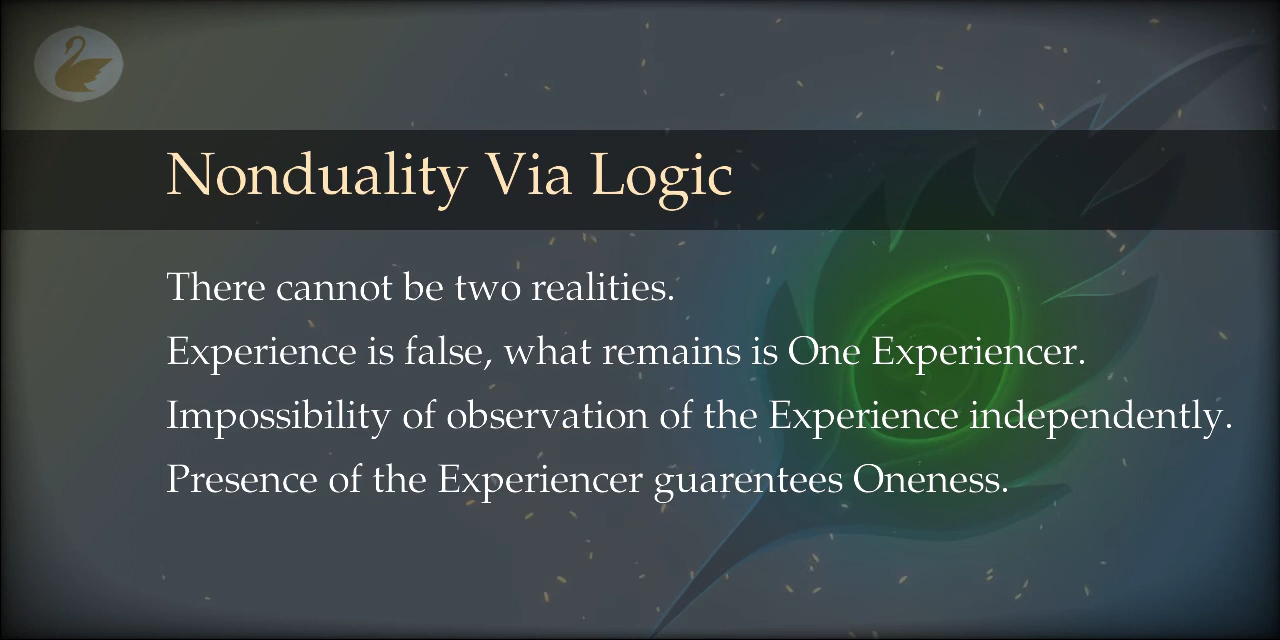 Nonduality Via Logic
There cannot be two realities.
Experience is false, what remains is One Experiencer.
Impossibility of observation of the Experience independently.
Presence of the Experiencer guarentees Oneness.